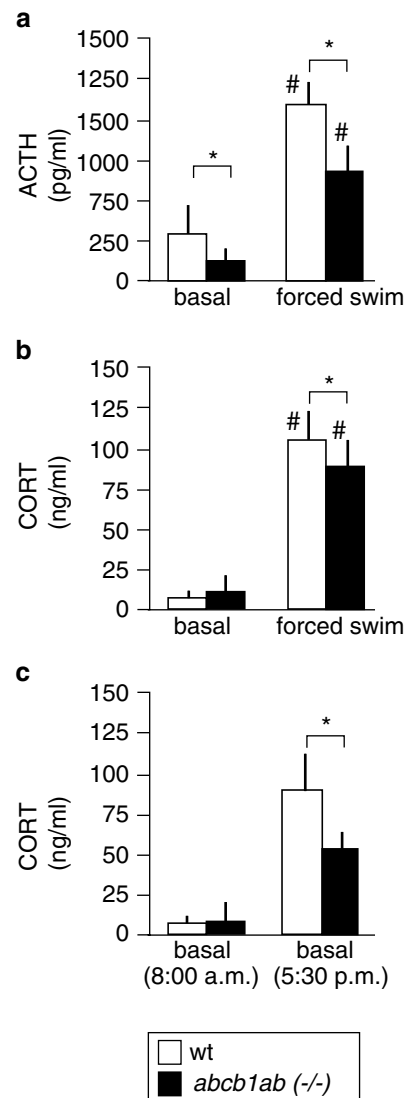 a
1500
1250
1500
1000
750
250
0
ACTH
(pg/ml)
*
*
#
#
basal
forced swim
b
150
125
100
75
50
25
0
CORT
(ng/ml)
*
#
#
basal
forced swim
c
150
125
100
75
50
25
0
CORT
(ng/ml)
*
basal
(8:00 a.m.)
basal
(5:30 p.m.)
wt
abcb1ab (-/-)